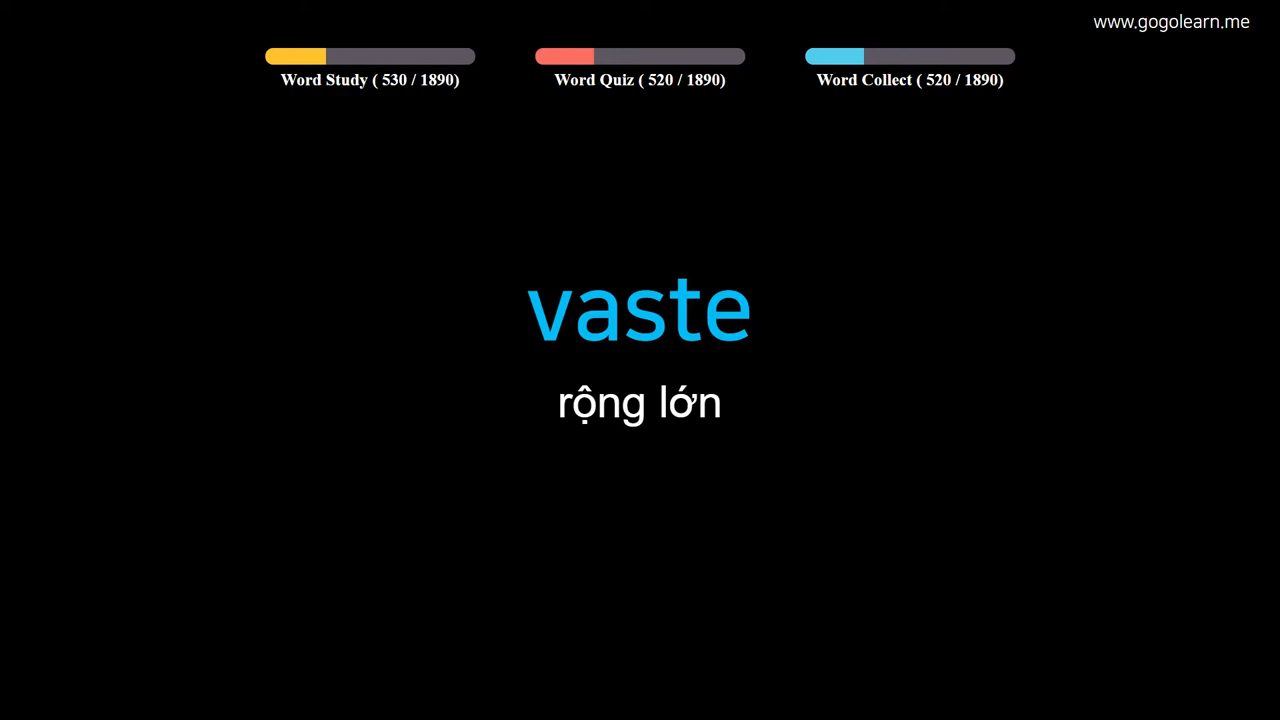 www.gogolearn.me
Word Study ( 530 / 1890)
Word Quiz ( 520 / 1890)
Word Collect ( 520 / 1890)
vaste
rộng lớn